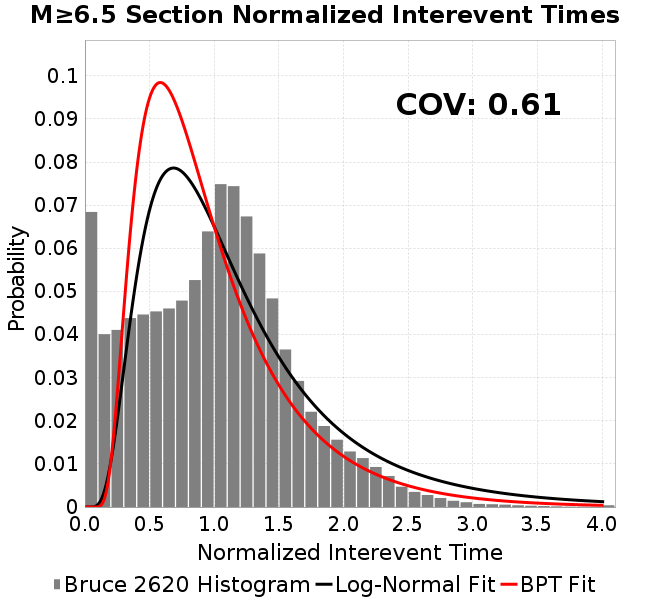 M≥6.5 Section Normalized Interevent Times
COV: 0.61
Probability
0.1
0.09
0.08
0.07
0.06
0.05
0.04
0.03
0.02
0.01
0
0.0 0.5 1.0 1.5 2.0 2.5 3.0 3.5 4.0
Normalized Interevent Time
Bruce 2620 Histogram Log-Normal Fit BPT Fit